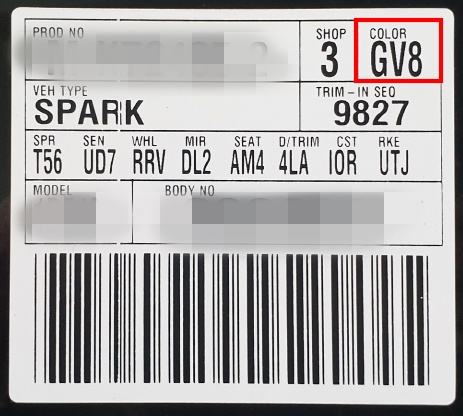 PROD NO SHOP COLOR
3 GV8
VEH TYPE TRIM-IN SEQ
SPARK 9827
SPR SEN WHL MIR SEAT D/TRIM CST RKE
T56 UD7 RRV DL2 AM4 4LA IOR UTJ
MODEL BODY NO